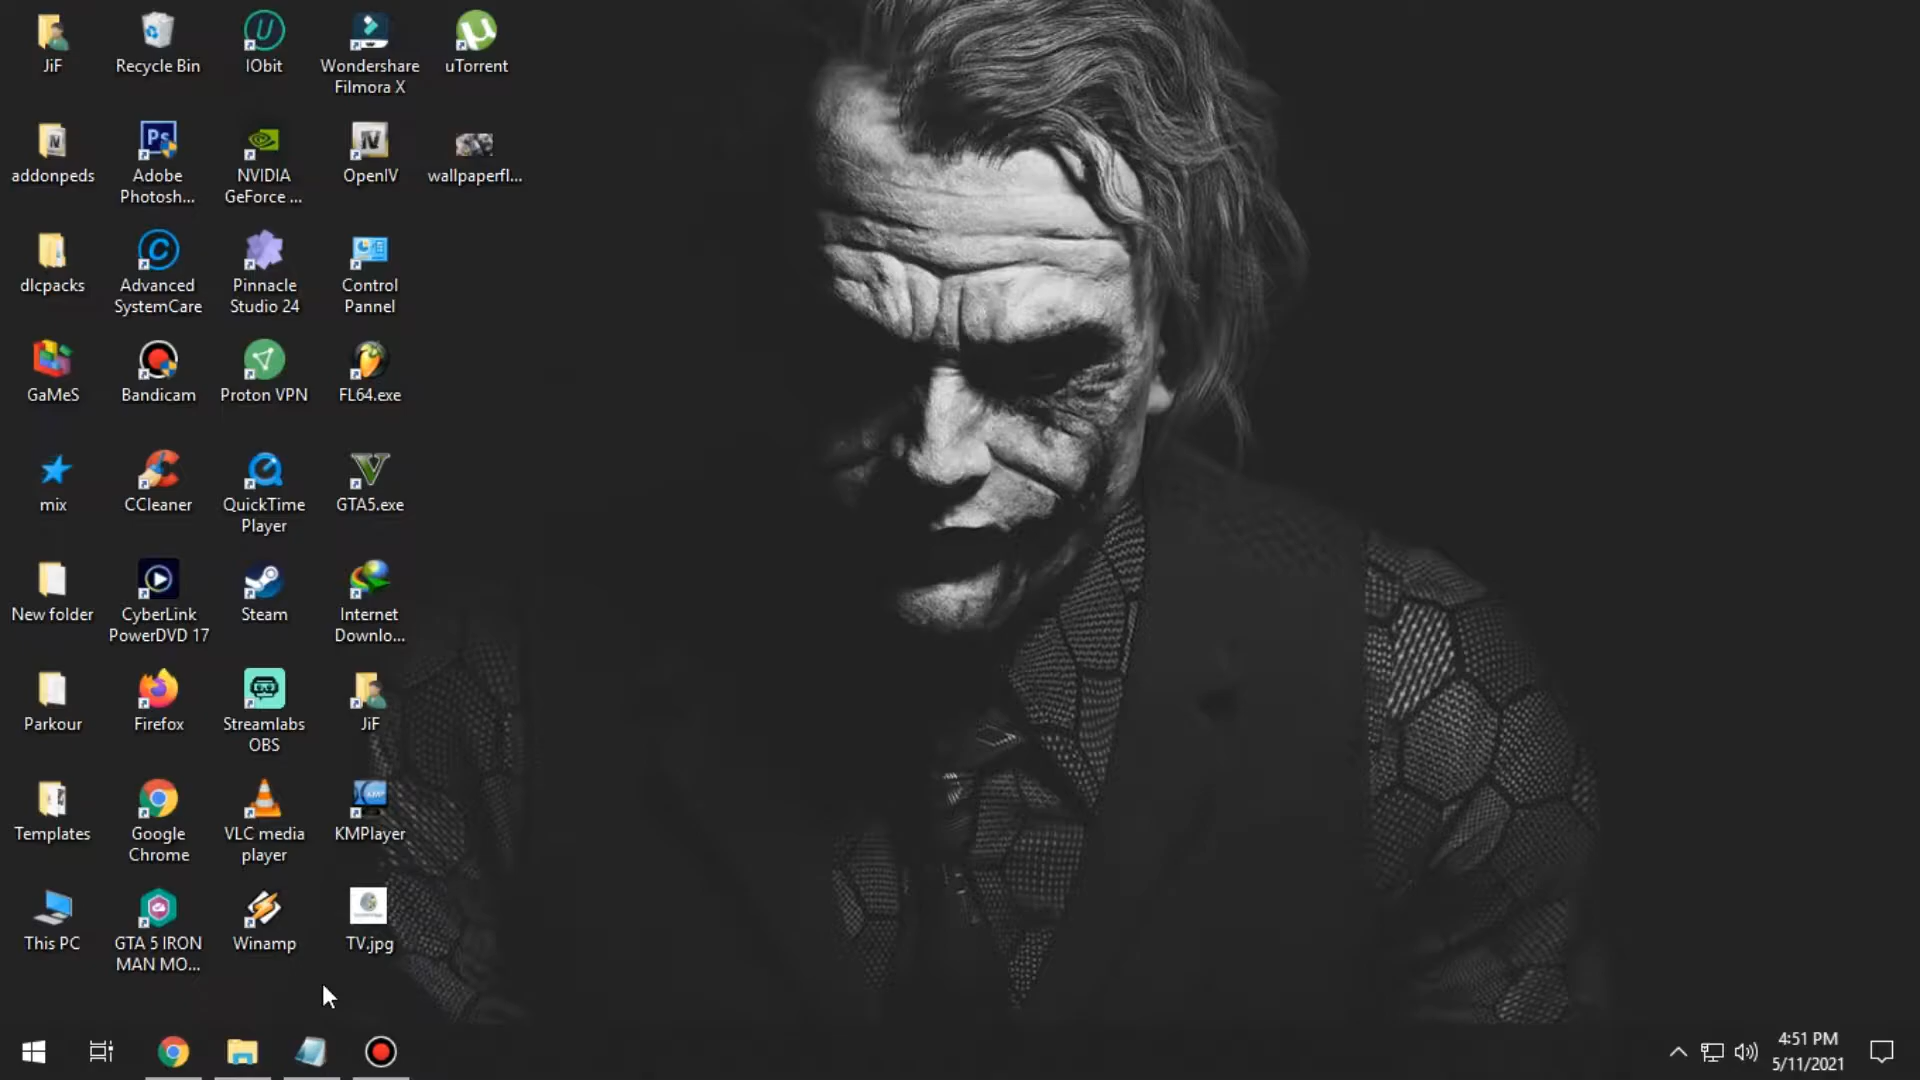 JiF
Recycle Bin
IObit
Wondershare
Filmora X
uTorrent
addonpeds
Adobe
Photosh...
NVIDIA
GeForce ...
OpenIV
wallpaperfl...
dlcpacks
Advanced
SystemCare
Pinnacle
Studio 24
Control
Pannel
GaMeS
Bandicam
Proton VPN
FL64.exe
mix
CCleaner
QuickTime
Player
GTA5.exe
New folder
CyberLink
PowerDVD 17
Steam
Internet
Downlo...
Parkour
Firefox
Streamlabs
OBS
JiF
Templates
Google
Chrome
VLC media
player
KMPlayer
This PC
GTA 5 IRON
MAN MO...
Winamp
TV.jpg
4:51 PM
5/11/2021